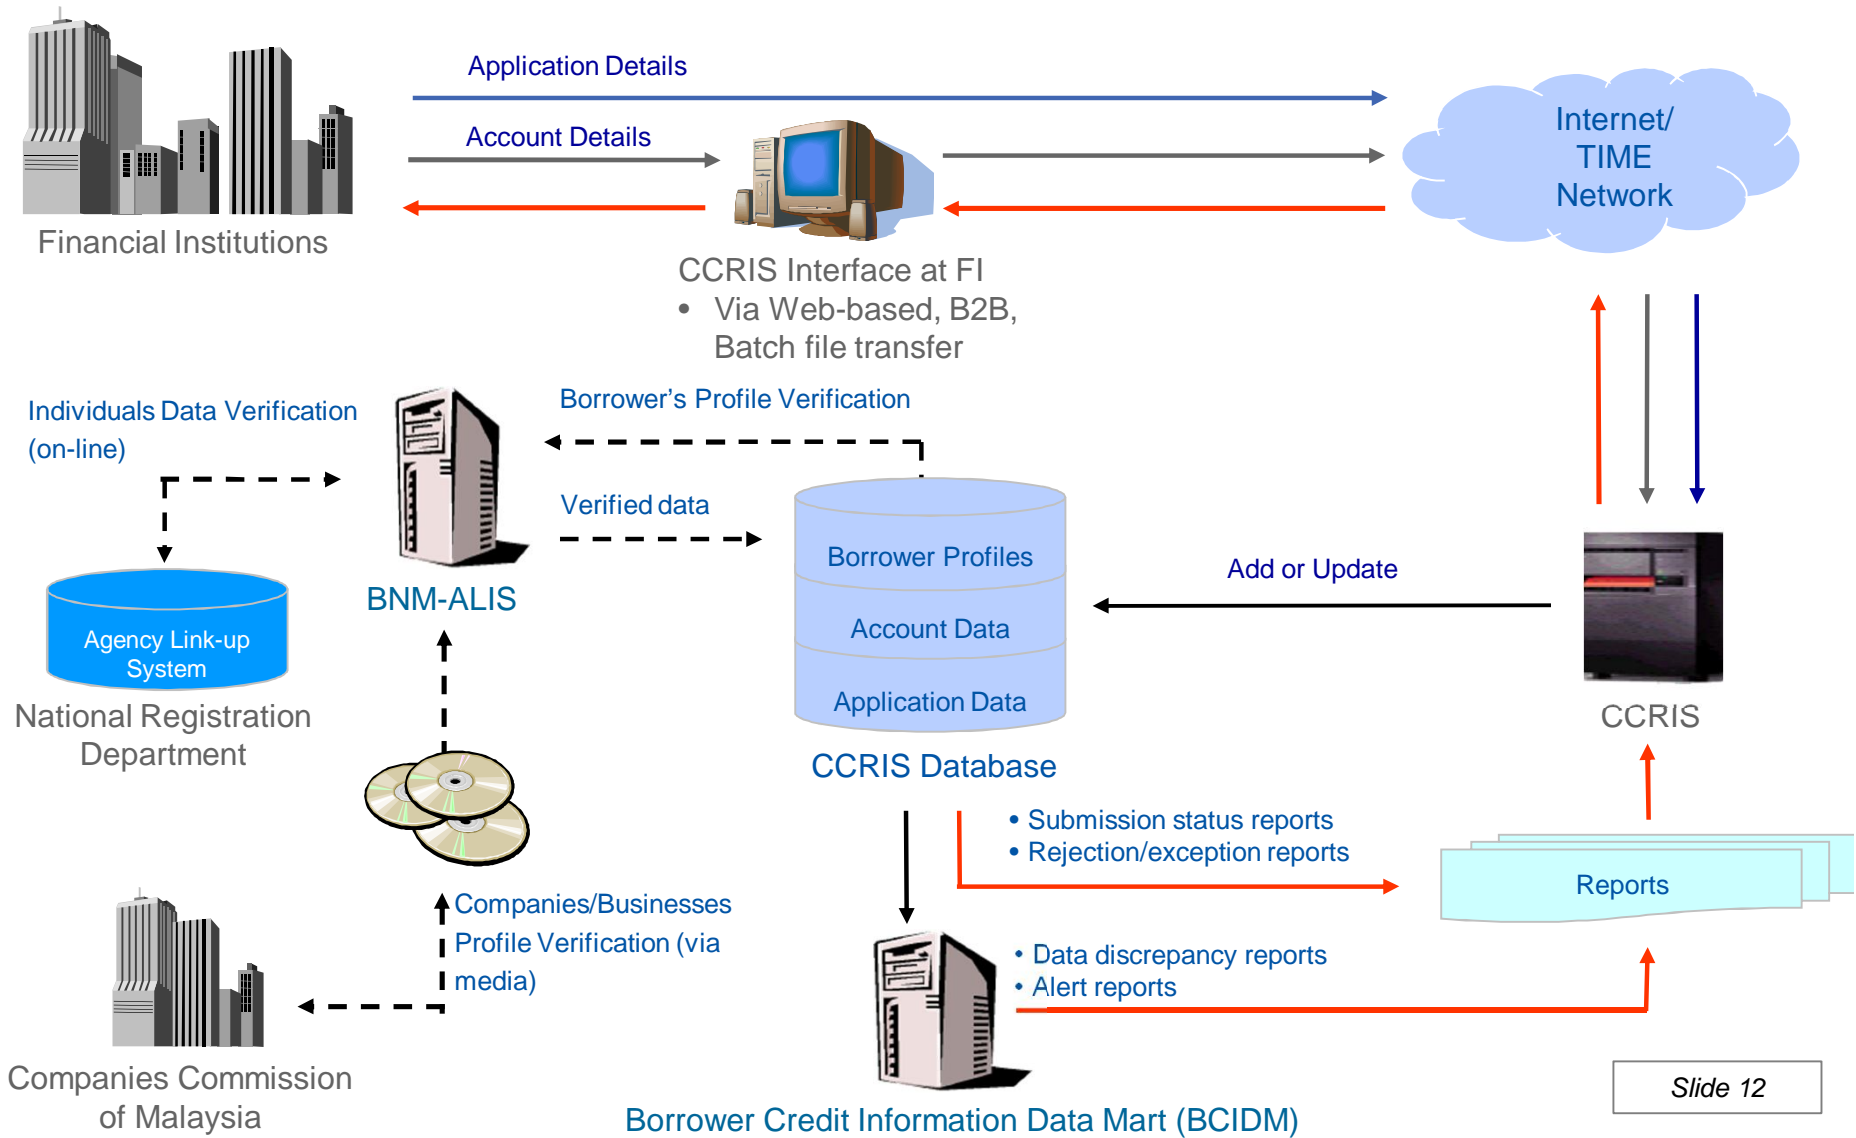 Application Details
Account Details
Internet/
TIME
Network
Financial Institutions
CCRIS Interface at FI
• Via Web-based, B2B,
Batch file transfer
Individuals Data Verification
(on-line)
Borrower's Profile Verification
Verified data
BNM-ALIS
Agency Link-up
System
National Registration
Department
Borrower Profiles
Account Data
Application Data
CCRIS Database
Add or Update
CCRIS
• Submission status reports
• Rejection/exception reports
Reports
Companies/Businesses
Profile Verification (via
media)
• Data discrepancy reports
• Alert reports
Companies Commission
of Malaysia
Borrower Credit Information Data Mart (BCIDM)
Slide 12